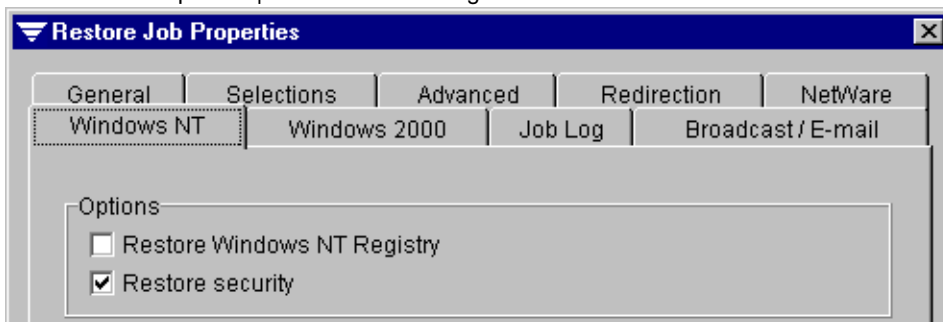 Restore Job Properties
General Selections Advanced Redirection NetWare
Windows NT Windows 2000 Job Log Broadcast / E-mail
Options
Restore Windows NT Registry
Restore security